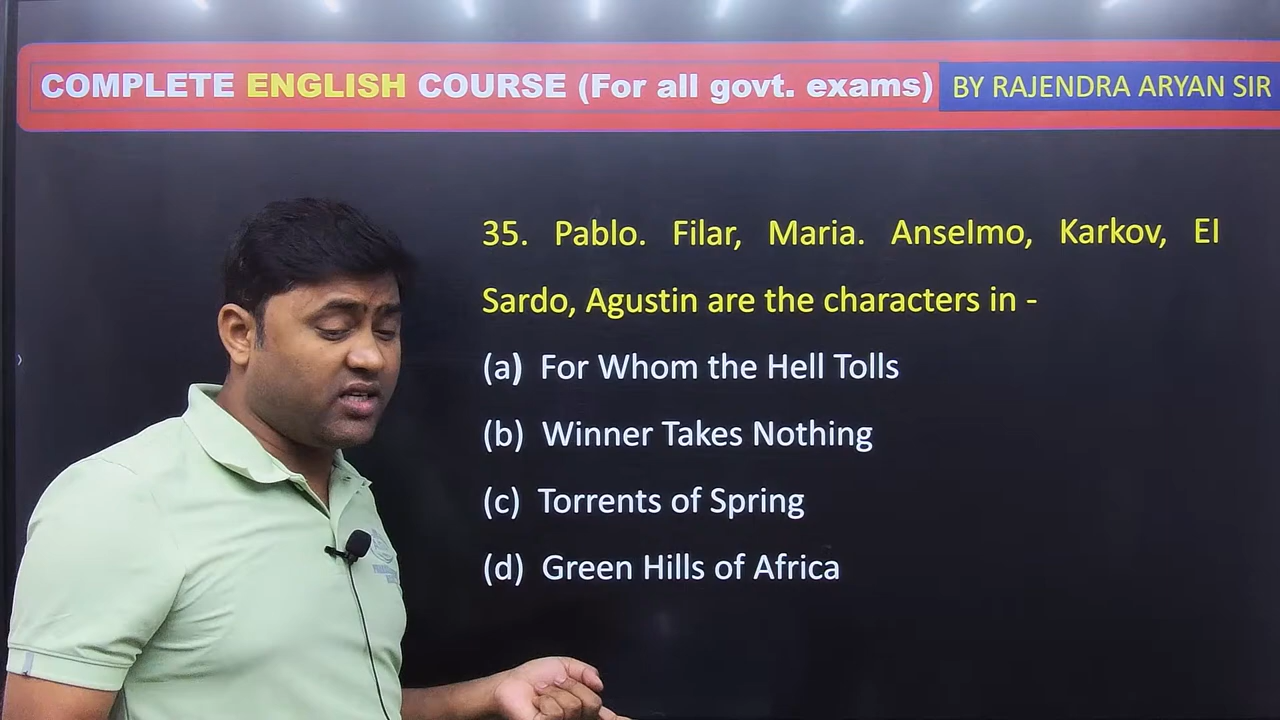 COMPLETE ENGLISH COURSE (For all govt. exams) BY RAJENDRA ARYAN SIR
35. Pablo. Filar, Maria. Anselmo, Karkov, El
Sardo, Agustin are the characters in -
(a) For Whom the Hell Tolls
(b) Winner Takes Nothing
(c) Torrents of Spring
(d) Green Hills of Africa